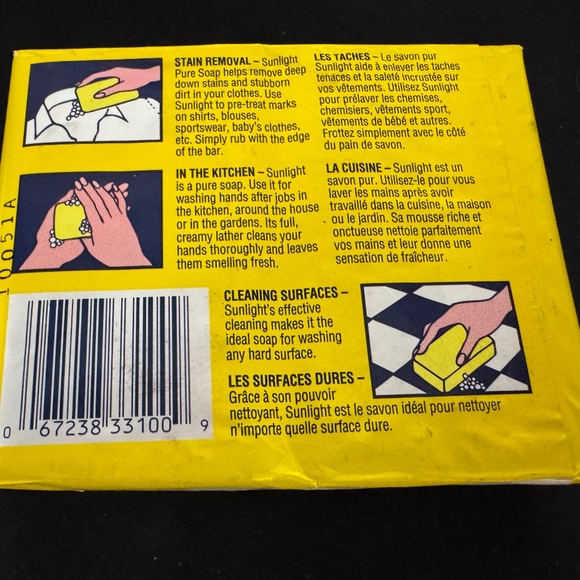 STAIN REMOVAL – Sunlight
Pure Soap helps remove deep
down stains and stubborn
dirt in your clothes. Use
Sunlight to pre-treat marks
on shirts, blouses,
sportswear, baby's clothes,
etc. Simply rub with the edge
of the bar.
LES TACHES – Le savon pur
Sunlight aide à enlever les taches
tenaces et la saleté incrustée sur
vos vêtements. Utilisez Sunlight
pour prélaver les chemises,
chemisiers, vêtements sport,
vêtements de bébé et autres.
Frottez simplement avec le côté
du pain de savon.
IN THE KITCHEN – Sunlight
is a pure soap. Use it for
washing hands after jobs in
the kitchen, around the house
or in the gardens. Its full,
creamy lather cleans your
hands thoroughly and leaves
them smelling fresh.
LA CUISINE – Sunlight est un
savon pur. Utilisez-le pour vous
laver les mains après avoir
travaillé dans la cuisine, la maison
ou le jardin. Sa mousse riche et
onctueuse nettoie parfaitement
vos mains et leur donne une
sensation de fraîcheur.
10051A
CLEANING SURFACES –
Sunlight's effective
cleaning makes it the
ideal soap for washing
any hard surface.
LES SURFACES DURES –
Grâce à son pouvoir
nettoyant, Sunlight est le savon idéal pour nettoyer
n'importe quelle surface dure.
0 67238 33100 9